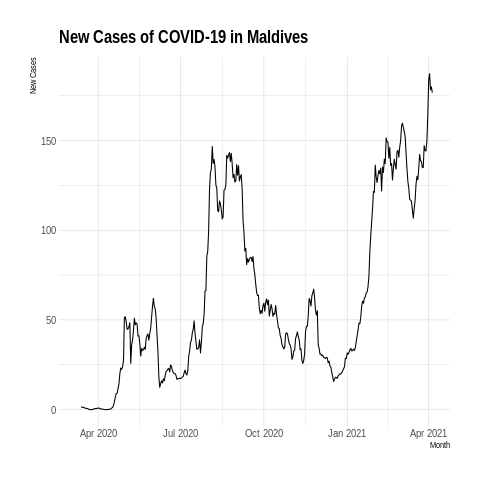 New Cases of COVID-19 in Maldives
New Cases
150
100
50
0
Apr 2020 Jul 2020 Oct 2020 Jan 2021 Apr 2021
Month